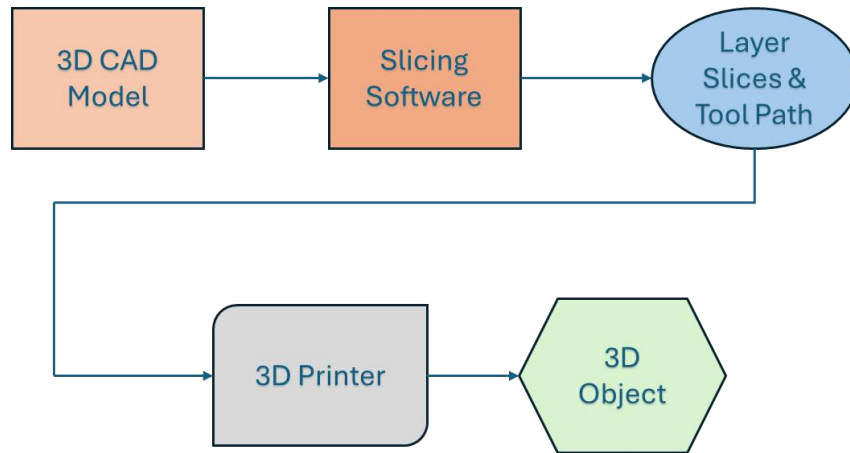 3D CAD
Model
Slicing
Software
Layer
Slices &
Tool Path
3D Printer
3D
Object